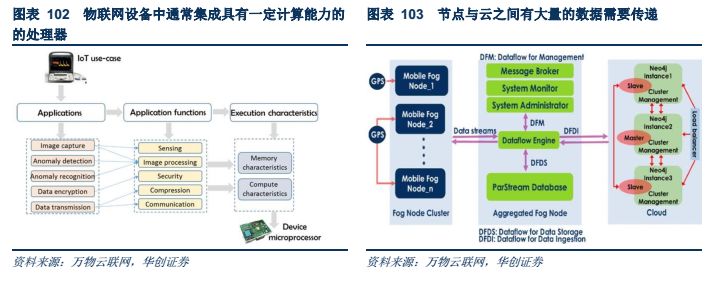 图表 102 物联网设备中通常集成具有一定计算能力的
的处理器
IoT use-case
Applications
Application functions
Execution characteristics
Image capture
Anomaly detection
Anomaly recognition
Data encryption
Data transmission
Sensing
Image processing
Security
Compression
Communication
Memory
characteristics
Compute
characteristics
Device
microprocessor
资料来源：万物云联网，华创证券
图表 103 节点与云之间有大量的数据需要传递
DFM: Dataflow for Management
GPS
Mobile Fog
Node_1
GPS
Mobile Fog
Node_2
Mobile Fog
Node_n
Fog Node Cluster
Data streams
Message Broker
System Monitor
System Administrator
DFM
Dataflow Engine
DFDI
DFDS
ParStream Database
Aggregated Fog Node
DFDS: Dataflow for Data Storage
DFDI: Dataflow for Data Ingestion
Neo4j
Instance1
Slave
Cluster
Management
Neo4j
Instance2
Master
Cluster
Management
Neo4j
Instance3
Slave
Cluster
Management
Load balancer
Cloud
资料来源：万物云联网，华创证券